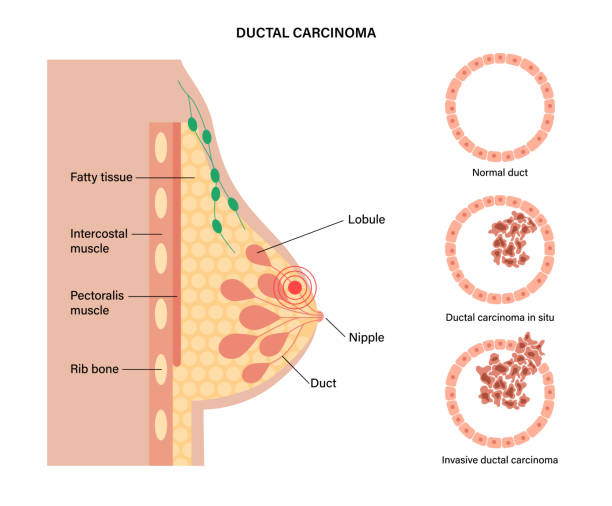 DUCTAL CARCINOMA
Fatty tissue
Intercostal
muscle
Pectoralis
muscle
Rib bone
Lobule
Nipple
Duct
Normal duct
Ductal carcinoma in situ
Invasive ductal carcinoma